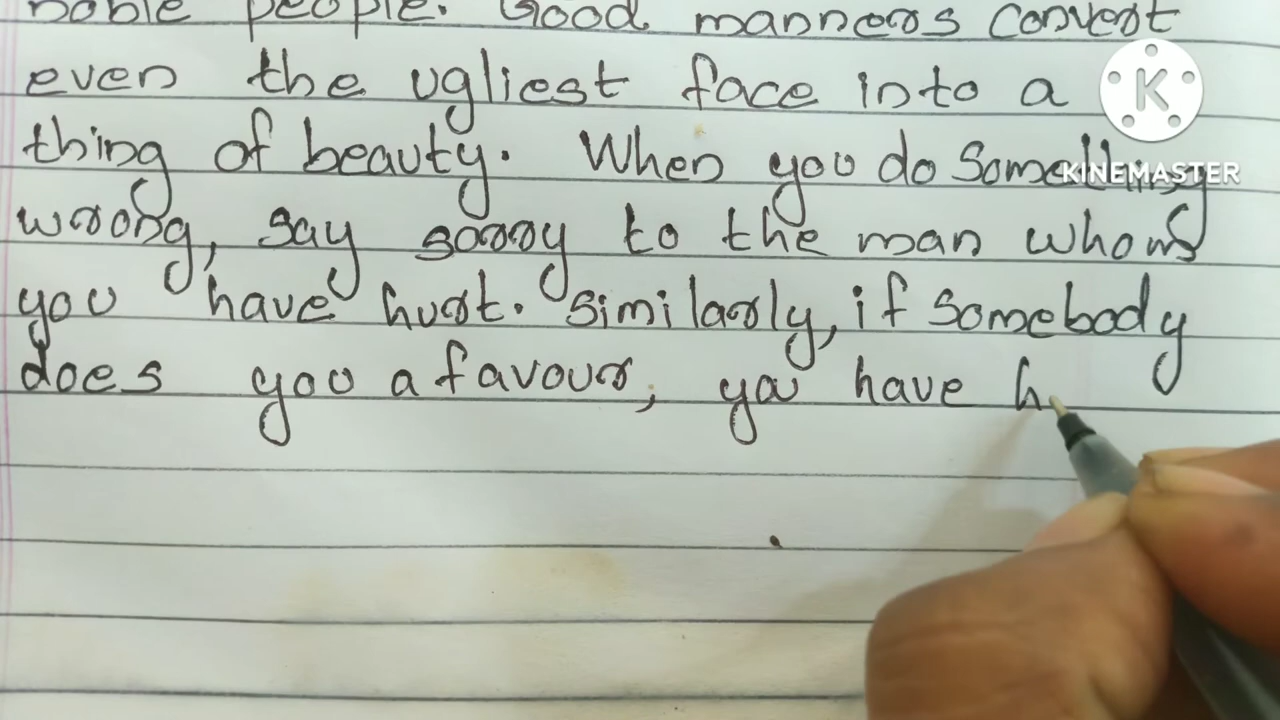 noble people. Good manners convert
even the ugliest face into a
thing of beauty. When you do Something
wrong, say sorry to the man whom
you have hurt. Similarly, if Somebody
does you a favour, you have h
K
KINEMASTER